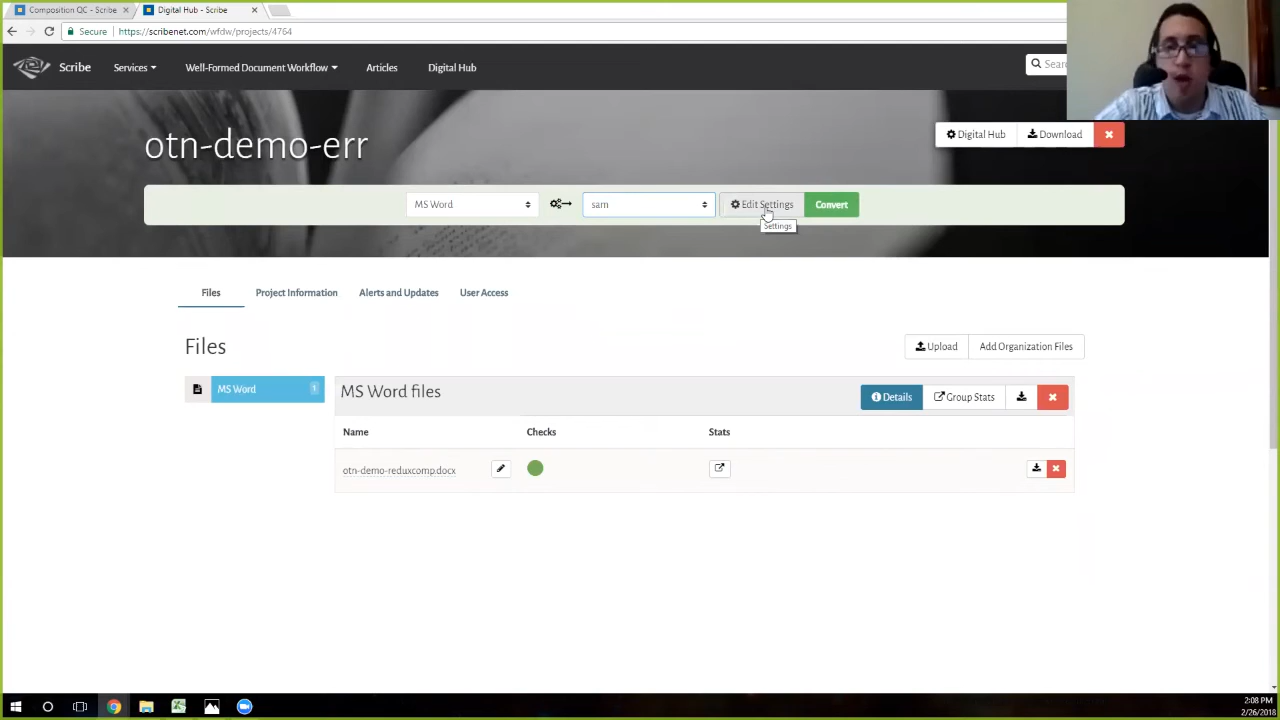 Composition QC - Scribe
Digital Hub - Scribe
Secure https://scribenet.com/wfdw/projects/4764
Scribe Services Well-Formed Document Workflow Articles Digital Hub Sear
otn-demo-err
Digital Hub Download
MS Word sam Edit Settings Convert
Settings
Files Project Information Alerts and Updates User Access
Files
Upload Add Organization Files
MS Word 1
MS Word files
Details Group Stats
Name Checks Stats
otn-demo-reduxcomp.docx
2:08 PM
2/26/2018